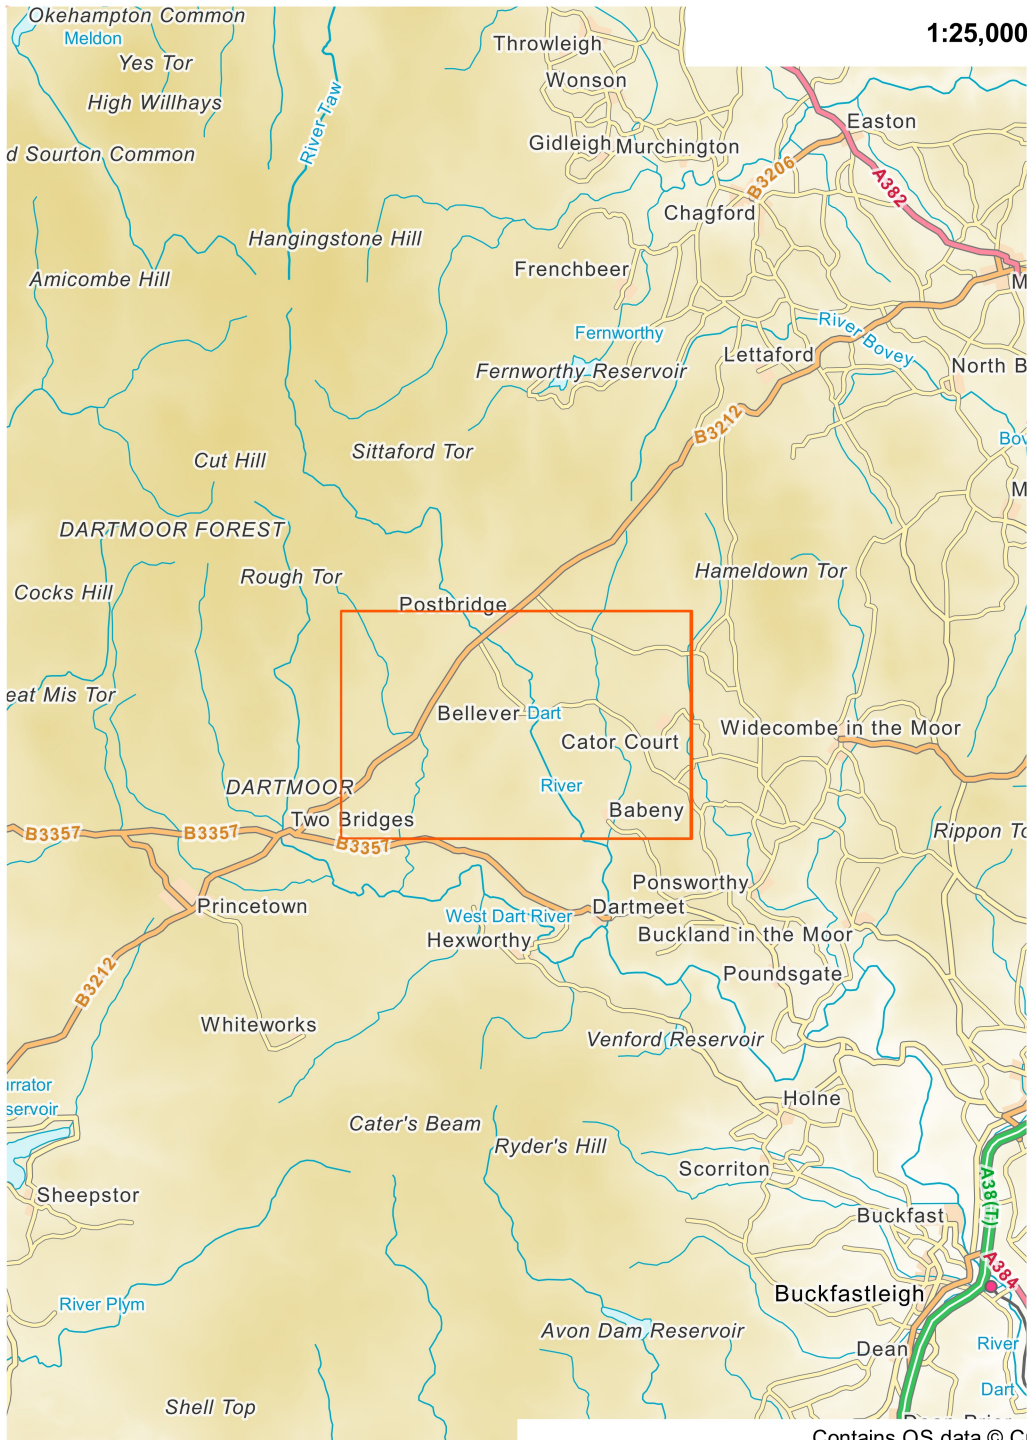 Okehampton Common
1:25,000
Meldon
Throwleigh
Yes Tor
Wonson
High Willhays
River Taw
Easton
Gidleigh
Murchington
d Sourton Common
B3206
A382
Chagford
Hangingstone Hill
Frenchbeer
Amicombe Hill
M
Fernworthy
River Bovey
Lettaford
North B
Fernworthy Reservoir
B3212
Bov
Sittaford Tor
Cut Hill
M
DARTMOOR FOREST
Hameldown Tor
Rough Tor
Cocks Hill
Postbridge
eat Mis Tor
Bellever
Dart
Widecombe in the Moor
Cator Court
River
DARTMOOR
Babeny
Two Bridges
B3357
B3357
B3357
Rippon To
Ponsworthy
Princetown
West Dart River
Dartmeet
Hexworthy
Buckland in the Moor
B3212
Poundsgate
Whiteworks
Venford Reservoir
urrator
servoir
Holne
Cater's Beam
Ryder's Hill
Scorriton
Sheepstor
A38(T)
Buckfast
A384
Buckfastleigh
River Plym
Avon Dam Reservoir
Dean
River
Dart
Shell Top
Dean Prior
Contains OS data © C